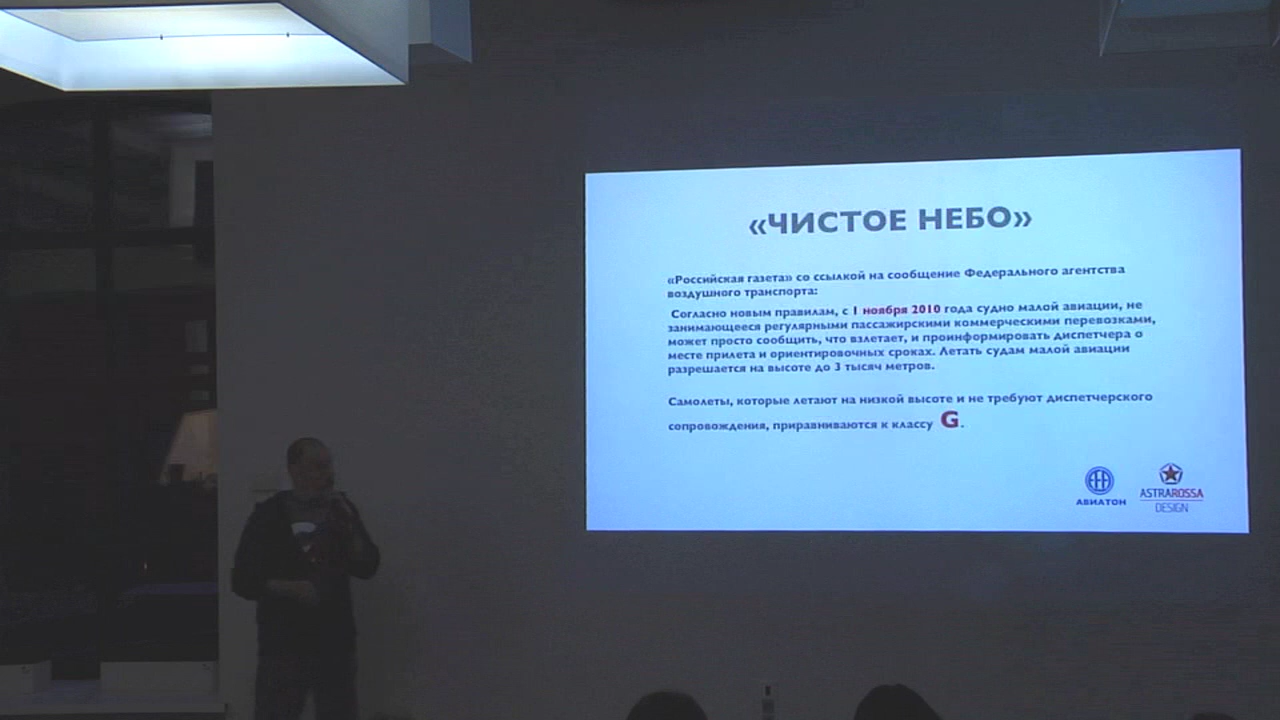 «ЧИСТОЕ НЕБО»
«Российская газета» со ссылкой на сообщение Федерального агентства
воздушного транспорта:
Согласно новым правилам, с 1 ноября 2010 года судно малой авиации, не
занимающееся регулярными пассажирскими коммерческими перевозками,
может просто сообщить, что взлетает, и проинформировать диспетчера о
месте прилета и ориентировочных сроках. Летать судам малой авиации
разрешается на высоте до 3 тысяч метров.
Самолеты, которые летают на низкой высоте и не требуют диспетчерского
сопровождения, приравниваются к классу G.
АВИАТОН
ASTRAROSSA
DESIGN